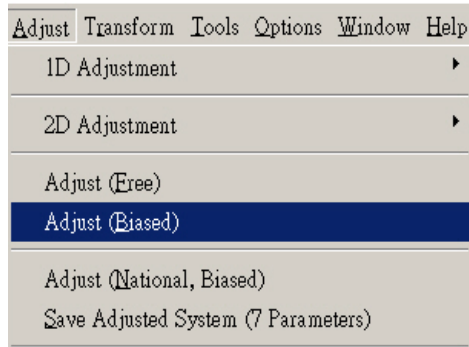 Adjust Transform Tools Options Window Help
1D Adjustment
2D Adjustment
Adjust (Free)
Adjust (Biased)
Adjust (National, Biased)
Save Adjusted System (7 Parameters)